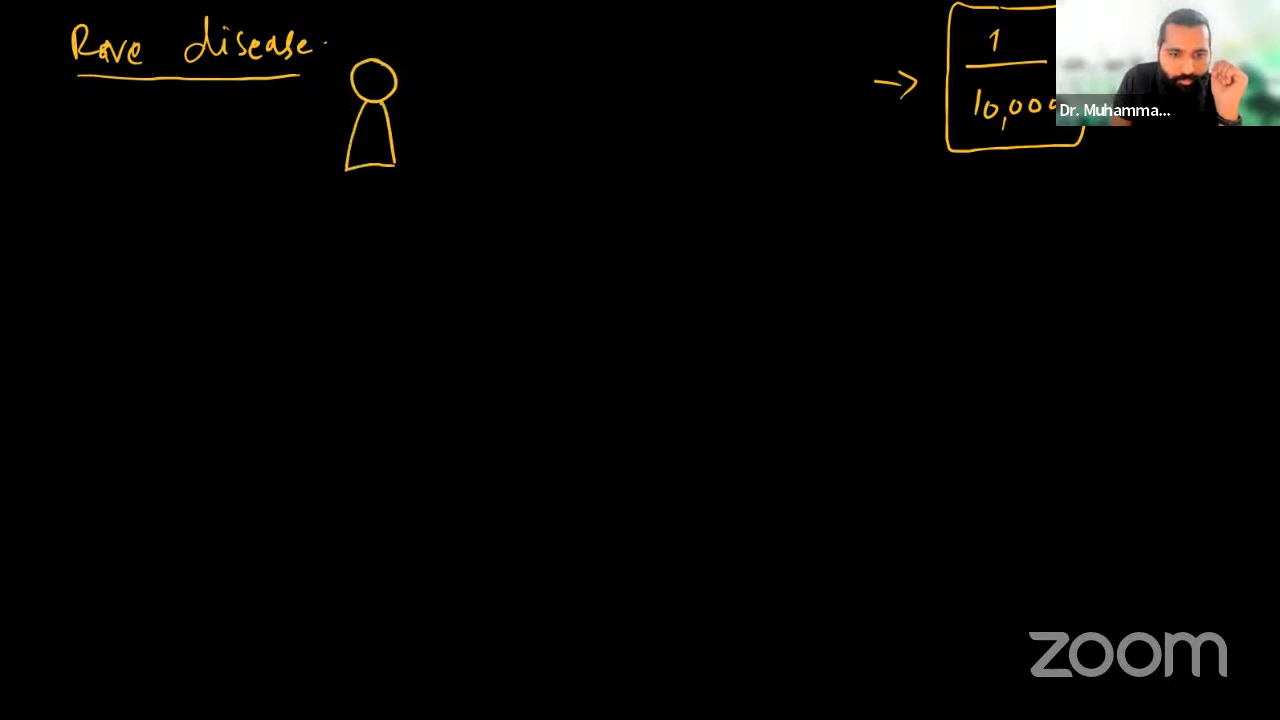 Rare disease.
1
→ 10,000
Dr. Muhamma...
zoom